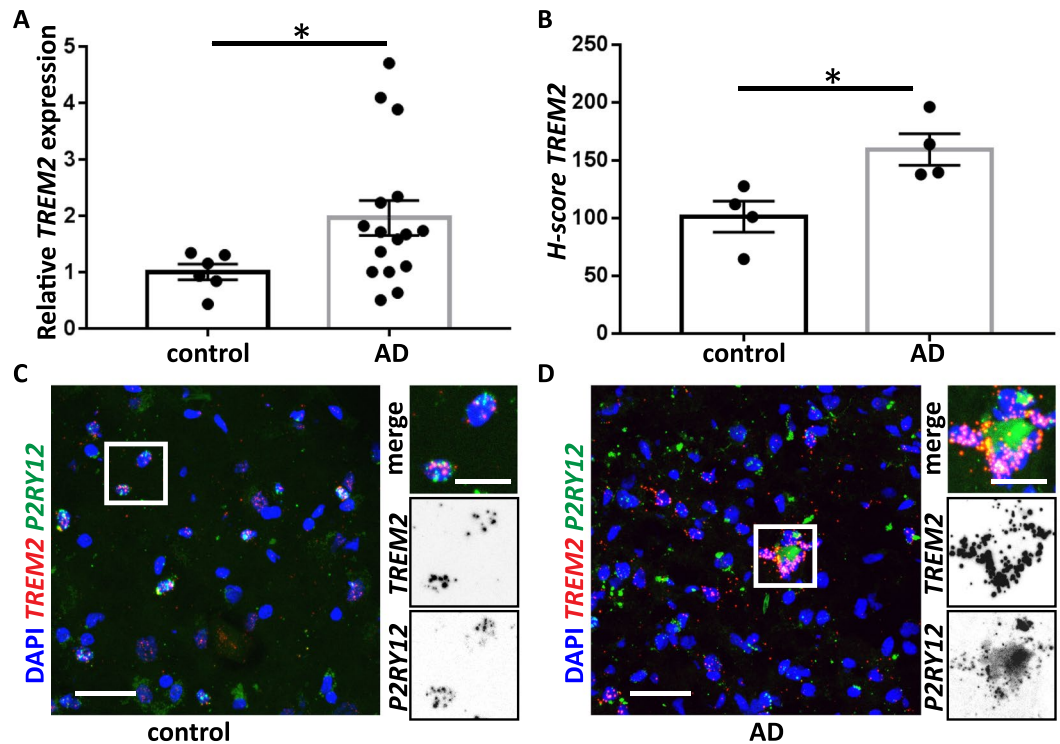 A
Relative TREM2 expression
5
4
3
2
1
0
*
control
AD
B
H-score TREM2
250
200
150
100
50
0
*
control
AD
C
DAPI TREM2 P2RY12
merge
TREM2
P2RY12
control
D
DAPI TREM2 P2RY12
merge
TREM2
P2RY12
AD